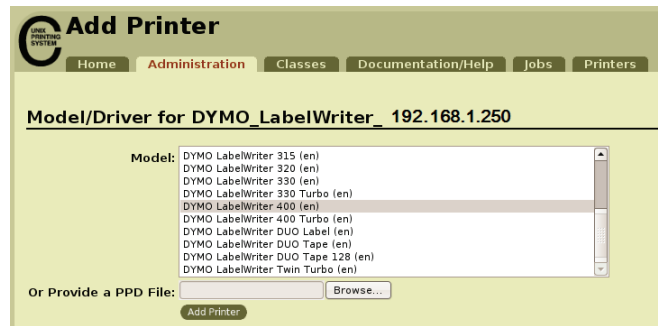 UNIX
PRINTING
SYSTEM
Add Printer
Home Administration Classes Documentation/Help Jobs Printers
Model/Driver for DYMO_LabelWriter_ 192.168.1.250
Model:
DYMO LabelWriter 315 (en)
DYMO LabelWriter 320 (en)
DYMO LabelWriter 330 (en)
DYMO LabelWriter 330 Turbo (en)
DYMO LabelWriter 400 (en)
DYMO LabelWriter 400 Turbo (en)
DYMO LabelWriter DUO Label (en)
DYMO LabelWriter DUO Tape (en)
DYMO LabelWriter DUO Tape 128 (en)
DYMO LabelWriter Twin Turbo (en)
Or Provide a PPD File: Browse...
Add Printer